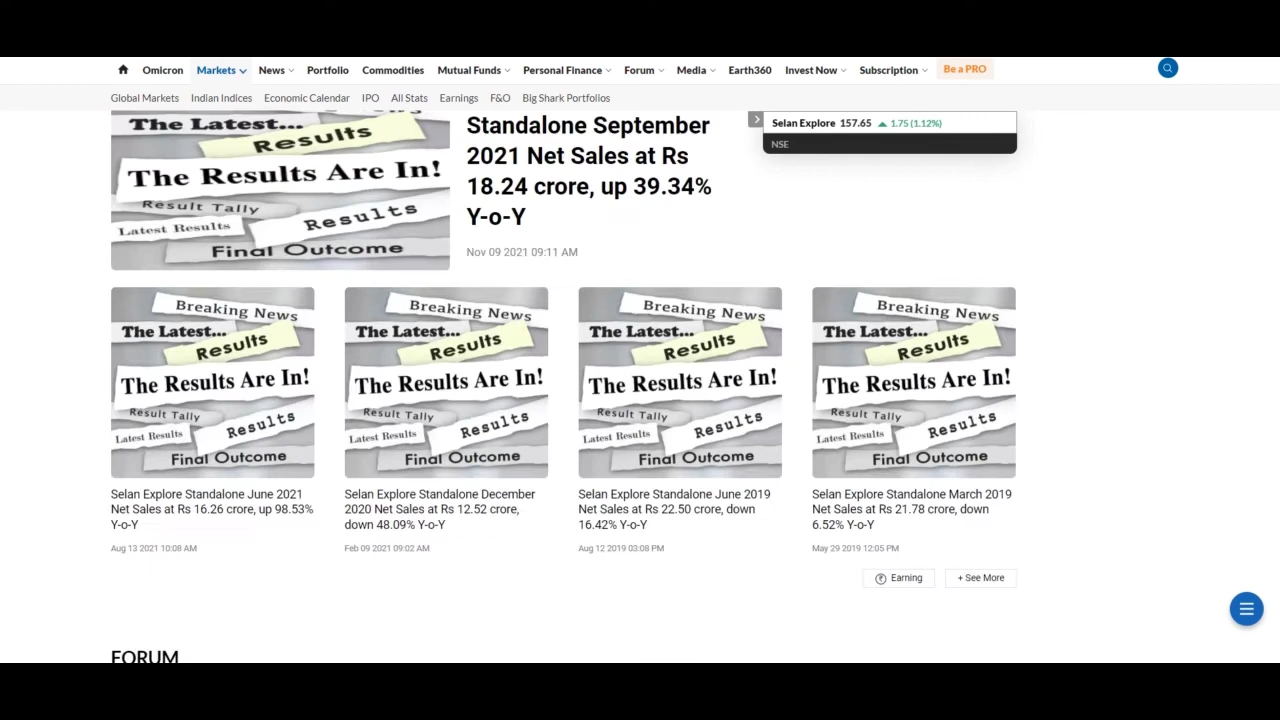 Omicron Markets News Portfolio Commodities Mutual Funds Personal Finance Forum Media Earth360 Invest Now Subscription Be a PRO
Global Markets Indian Indices Economic Calendar IPO All Stats Earnings F&O Big Shark Portfolios
The Latest...
Results
The Results Are In!
Result Tally
Latest Results
Results
Final Outcome
Standalone September
2021 Net Sales at Rs
18.24 crore, up 39.34%
Y-o-Y
Nov 09 2021 09:11 AM
Selan Explore 157.65 1.75 (1.12%)
NSE
Breaking News
The Latest...
Results
The Results Are In!
Result Tally
Latest Results
Results
Final Outcome
Selan Explore Standalone June 2021
Net Sales at Rs 16.26 crore, up 98.53%
Y-o-Y
Aug 13 2021 10:08 AM
Breaking News
The Latest...
Results
The Results Are In!
Result Tally
Latest Results
Results
Final Outcome
Selan Explore Standalone December
2020 Net Sales at Rs 12.52 crore,
down 48.09% Y-o-Y
Feb 09 2021 09:02 AM
Breaking News
The Latest...
Results
The Results Are In!
Result Tally
Latest Results
Results
Final Outcome
Selan Explore Standalone June 2019
Net Sales at Rs 22.50 crore, down
16.42% Y-o-Y
Aug 12 2019 03:08 PM
Breaking News
The Latest...
Results
The Results Are In!
Result Tally
Latest Results
Results
Final Outcome
Selan Explore Standalone March 2019
Net Sales at Rs 21.78 crore, down
6.52% Y-o-Y
May 29 2019 12:05 PM
Earning
+ See More
FORUM